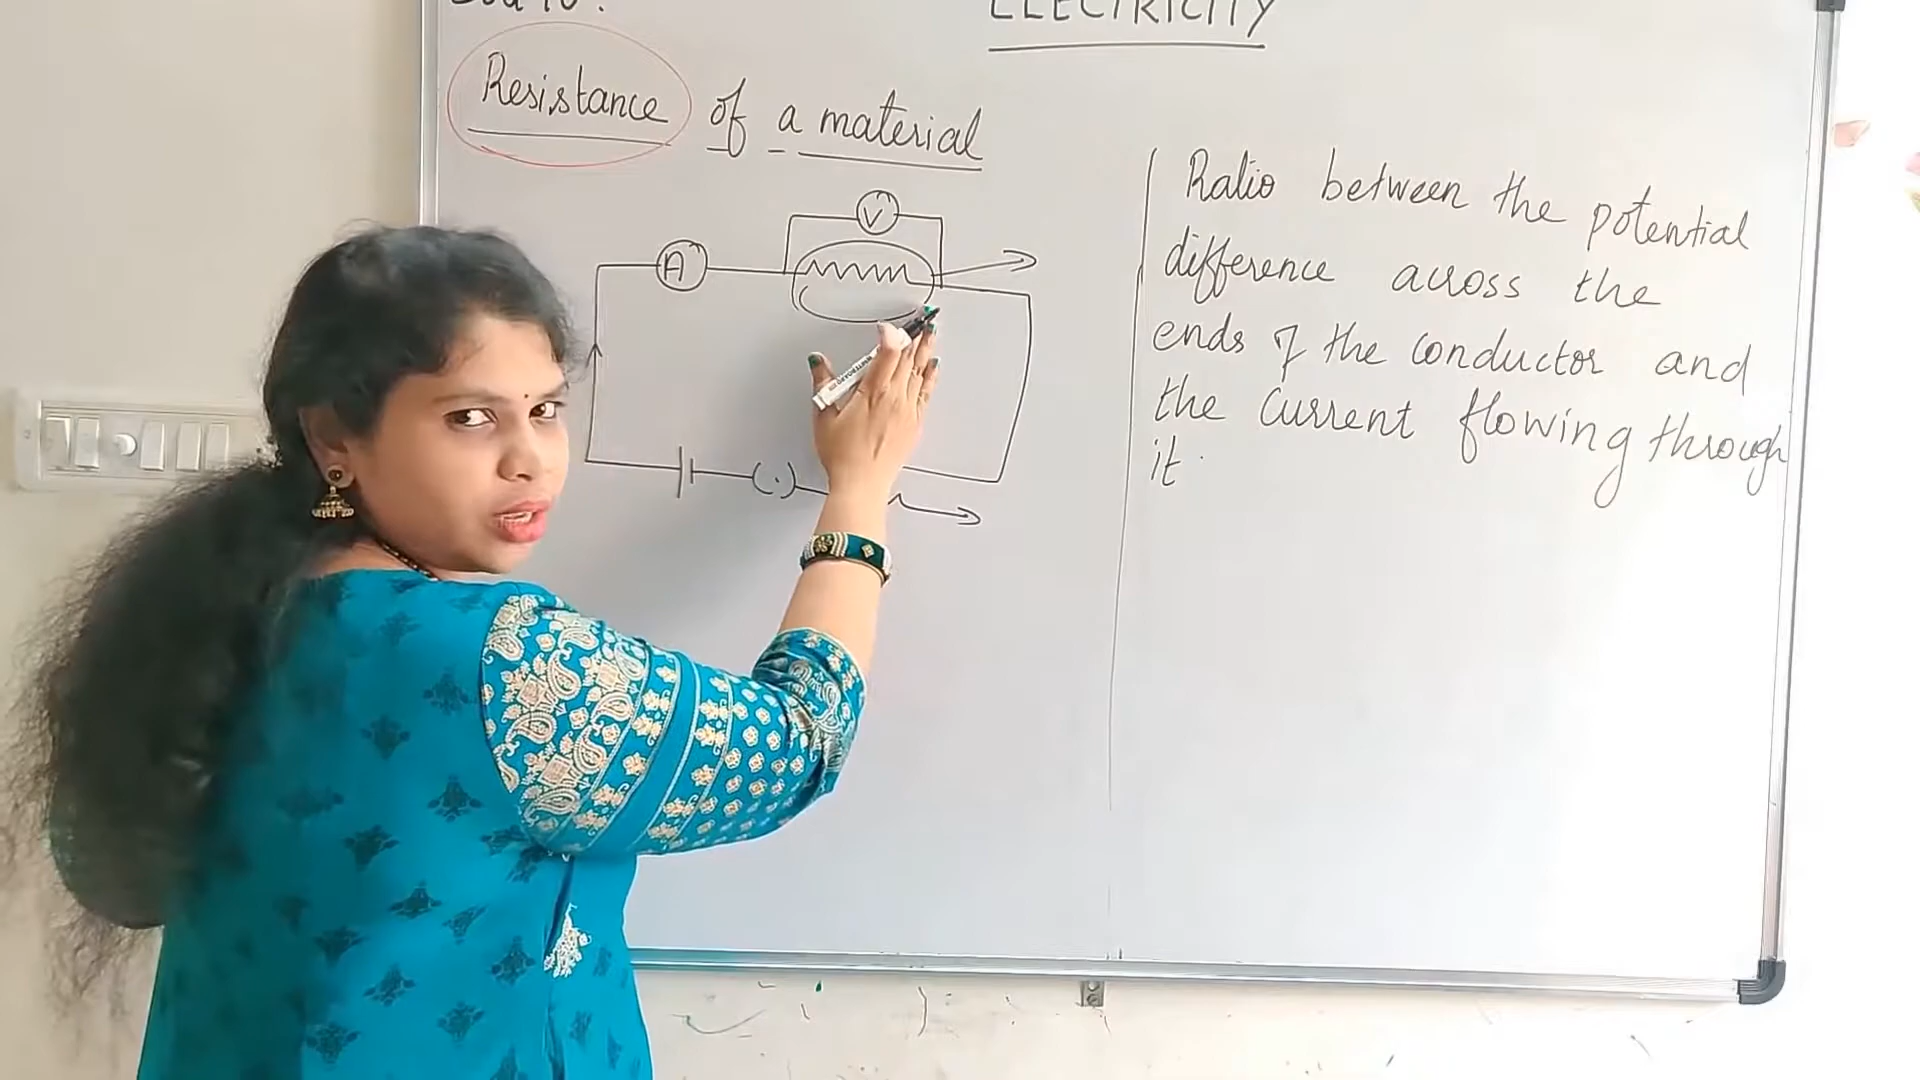 ELECTRICITY
Resistance of a material
V
A
Ratio between the potential
difference across the
ends of the conductor and
the current flowing through
it.